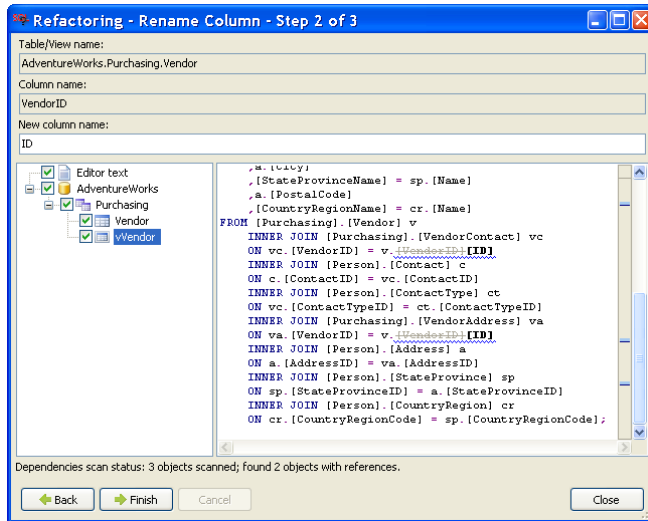 Refactoring - Rename Column - Step 2 of 3
Table/View name:
AdventureWorks.Purchasing.Vendor
Column name:
VendorID
New column name:
ID
Editor text
AdventureWorks
Purchasing
Vendor
vVendor
,a.[City]
,[StateProvinceName] = sp.[Name]
,a.[PostalCode]
,[CountryRegionName] = cr.[Name]
FROM [Purchasing].[Vendor] v
INNER JOIN [Purchasing].[VendorContact] vc
ON vc.[VendorID] = v.[VendorID][ID]
INNER JOIN [Person].[Contact] c
ON c.[ContactID] = vc.[ContactID]
INNER JOIN [Person].[ContactType] ct
ON vc.[ContactTypeID] = ct.[ContactTypeID]
INNER JOIN [Purchasing].[VendorAddress] va
ON va.[VendorID] = v.[VendorID][ID]
INNER JOIN [Person].[Address] a
ON a.[AddressID] = va.[AddressID]
INNER JOIN [Person].[StateProvince] sp
ON sp.[StateProvinceID] = a.[StateProvinceID]
INNER JOIN [Person].[CountryRegion] cr
ON cr.[CountryRegionCode] = sp.[CountryRegionCode];
Dependencies scan status: 3 objects scanned; found 2 objects with references.
Back
Finish
Cancel
Close